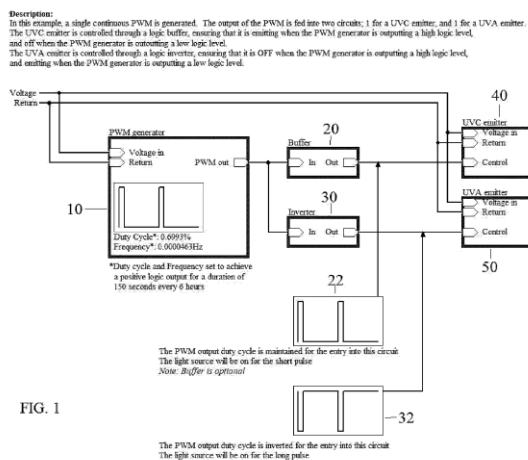 Description:
In this example, a single continuous PWM is generated. The output of the PWM is fed into two circuits; 1 for a UVC emitter, and 1 for a UVA emitter.
The UVC emitter is controlled through a logic buffer, ensuring that it is emitting when the PWM generator is outputing a high logic level,
and off when the PWM generator is outoutting a low logic level.
The UVA emitter is controlled through a logic inverter, ensuring that it is OFF when the PWM generator is outputing a high logic level,
and emitting when the PWM generator is outputing a low logic level.
Voltage
Return
40
UVC emitter
Voltage in
Return
Control
PWM generator
Voltage in
Return
PWM out
20
Buffer
In Out
10
30
Inverter
In Out
UVA emitter
Voltage in
Return
Control
50
Duty Cycle*: 0.6993%
Frequency*: 0.0000463Hz
*Duty cycle and Frequency set to achieve
a positive logic output for a duration of
150 seconds every 6 hours
22
The PWM output duty cycle is maintained for the entry into this circuit
The light source will be on for the short pulse
Note: Buffer is optional
FIG. 1
32
The PWM output duty cycle is inverted for the entry into this circuit
The light source will be on for the long pulse